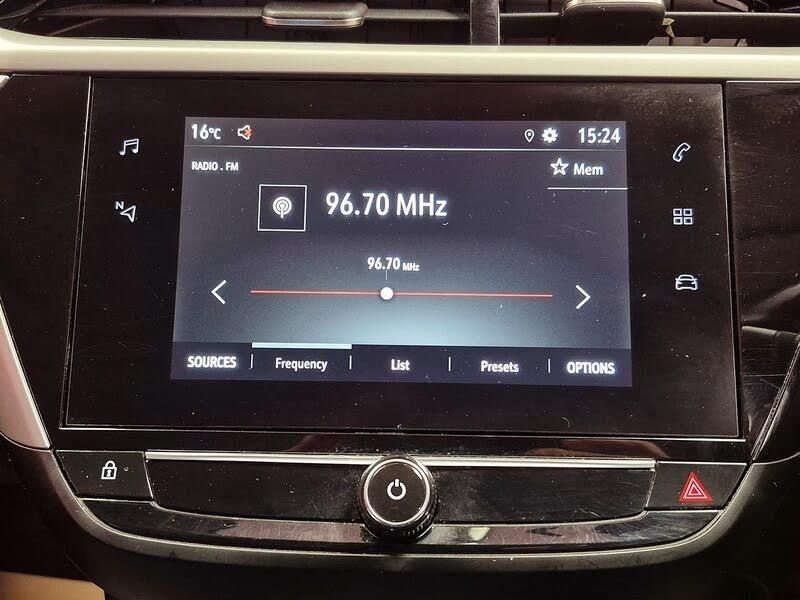 16°C 15:24
RADIO . FM
Mem
96.70 MHz
96.70 MHz
N
SOURCES Frequency List Presets OPTIONS